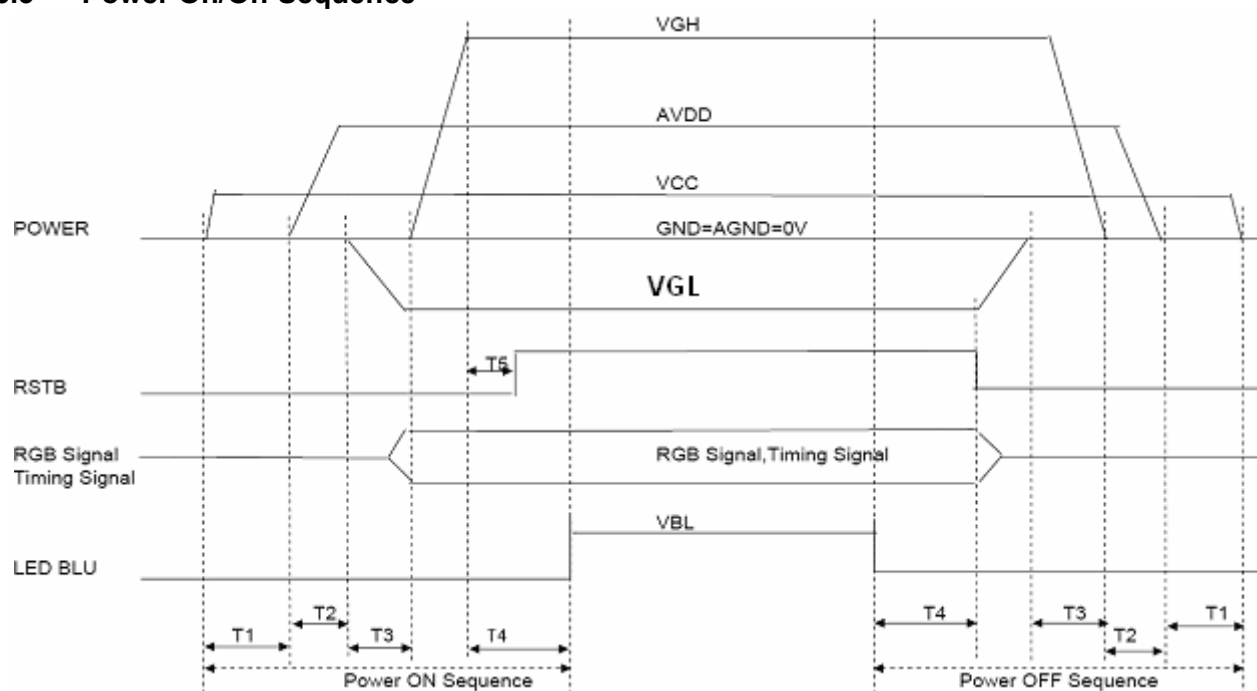 Power On/Off Sequence
VGH
AVDD
VCC
POWER
GND=AGND=0V
VGL
T5
RSTB
RGB Signal
Timing Signal
RGB Signal,Timing Signal
VBL
LED BLU
T1
T2
T3
T4
T4
T3
T2
T1
Power ON Sequence
Power OFF Sequence